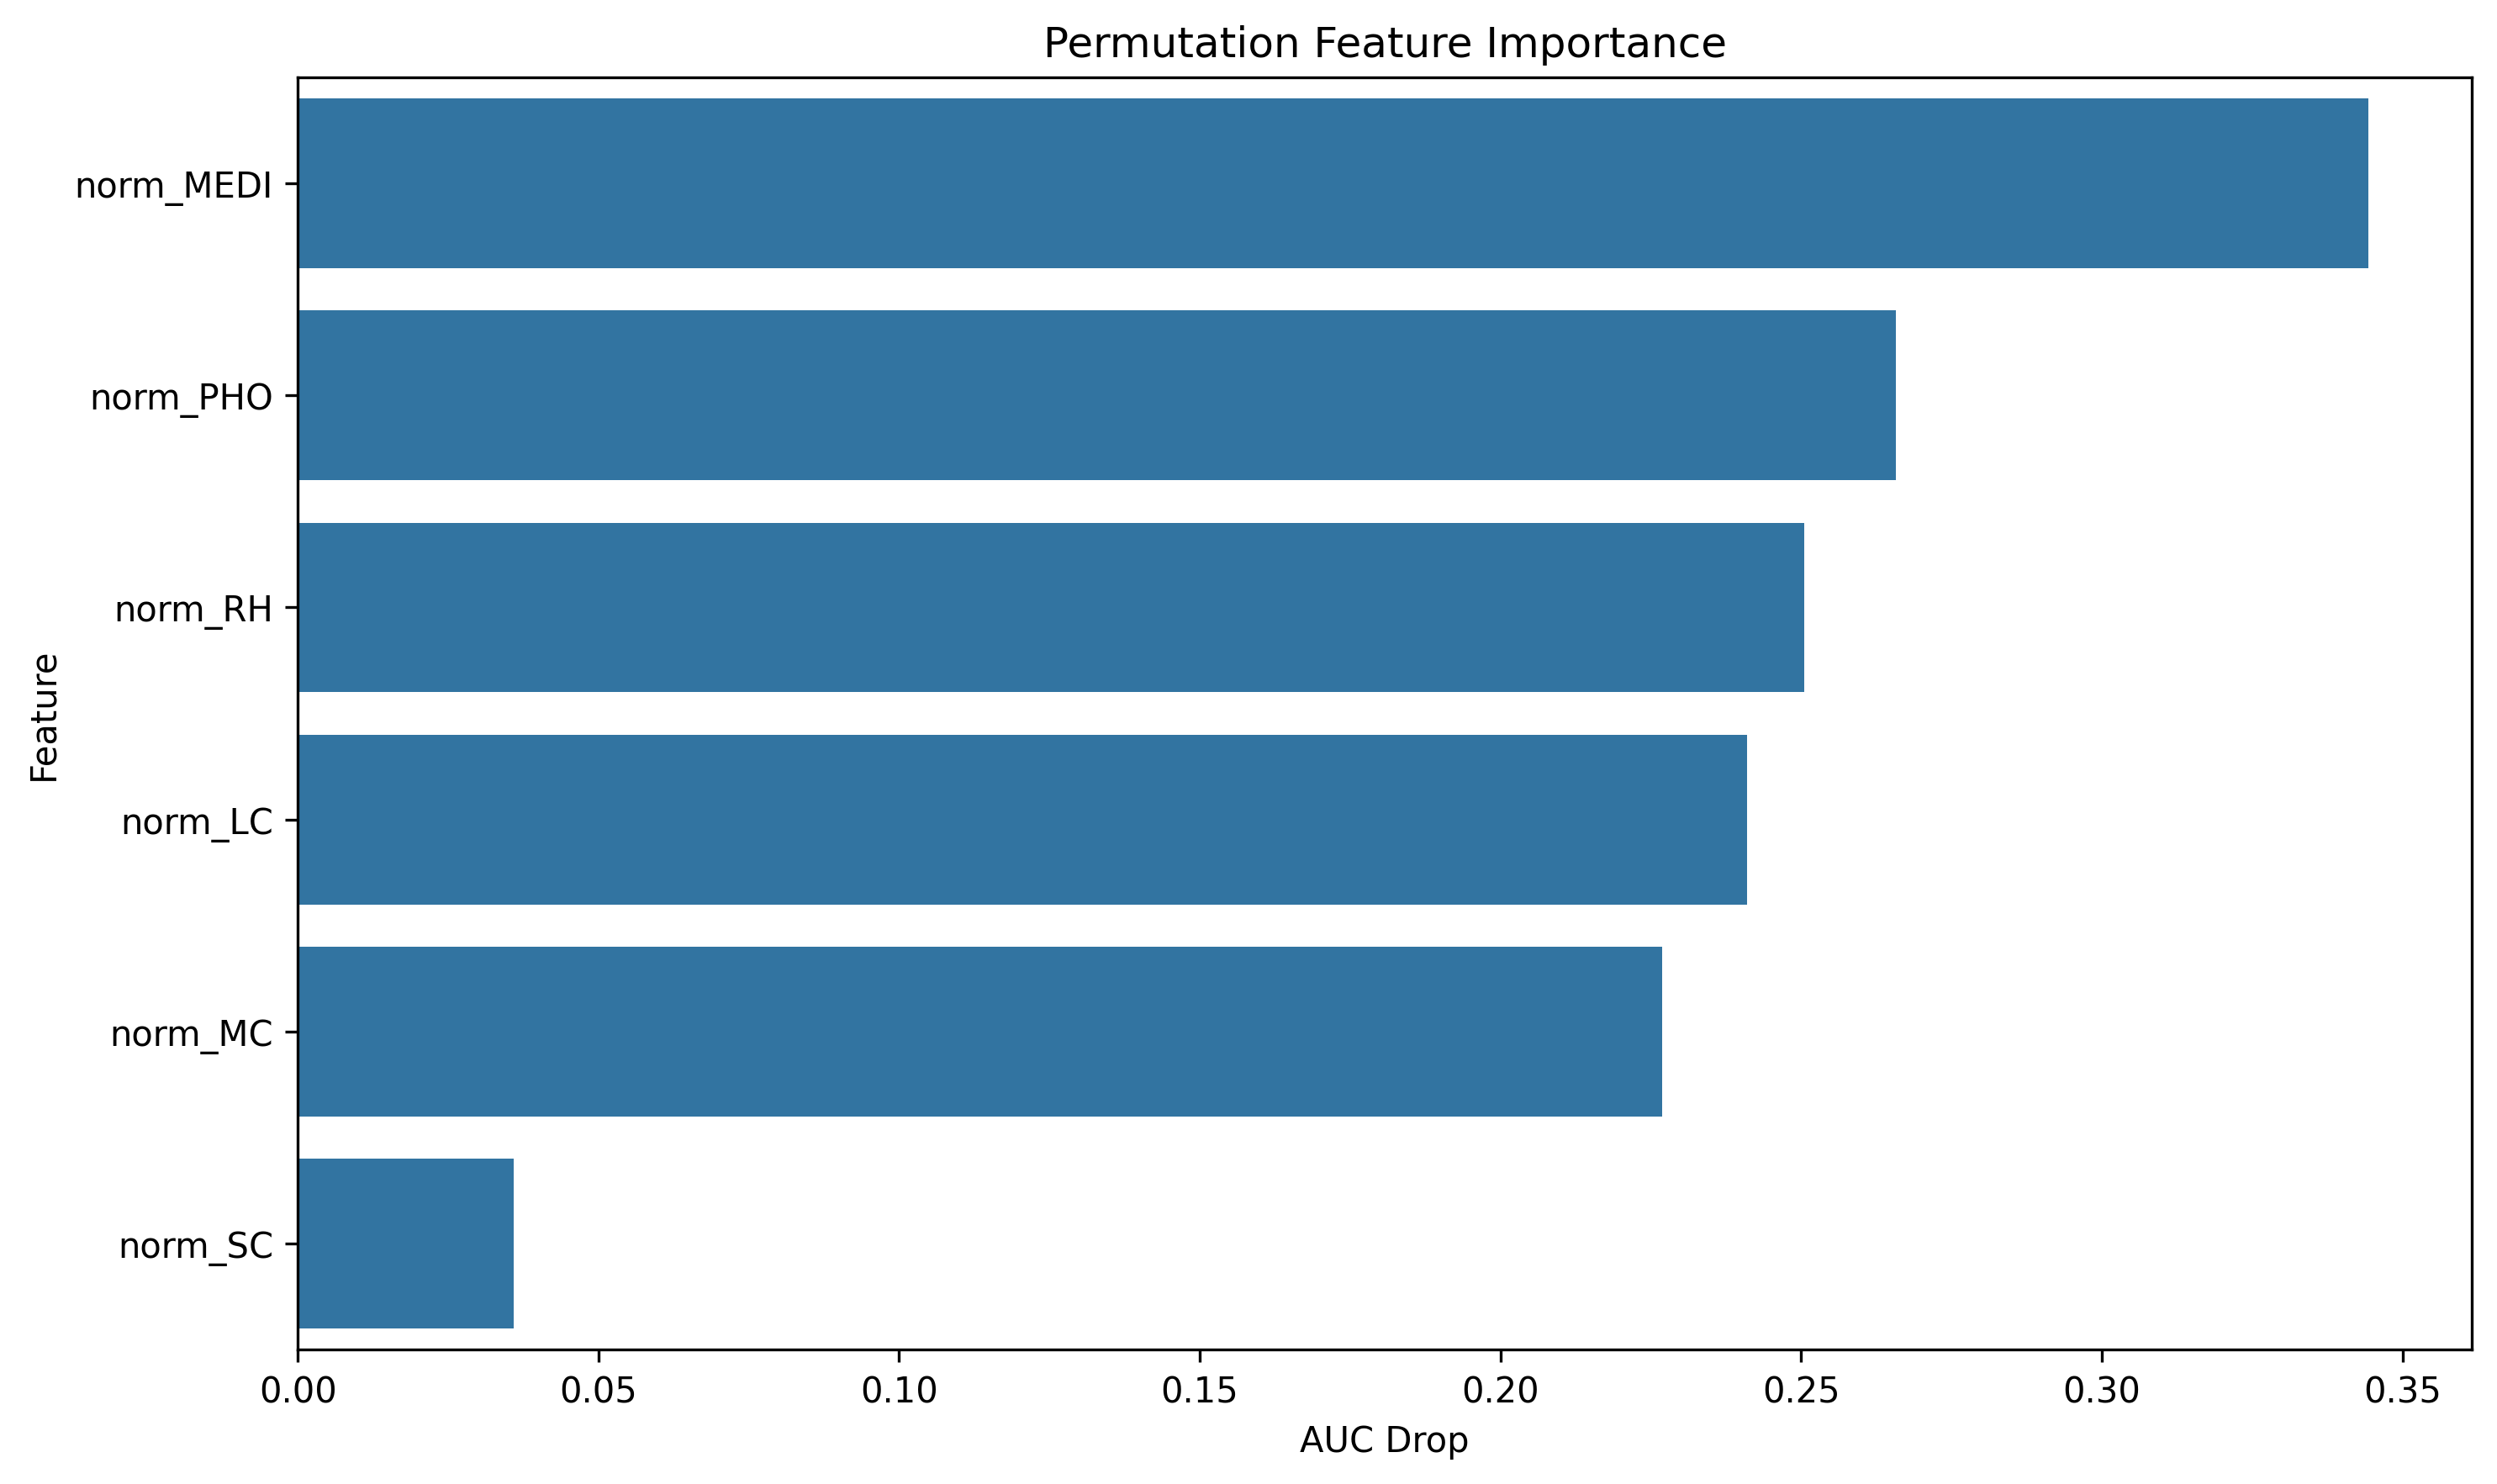 Permutation Feature Importance
norm_MEDI
norm_PHO
norm_RH
norm_LC
norm_MC
norm_SC
Feature
0.00 0.05 0.10 0.15 0.20 0.25 0.30 0.35
AUC Drop